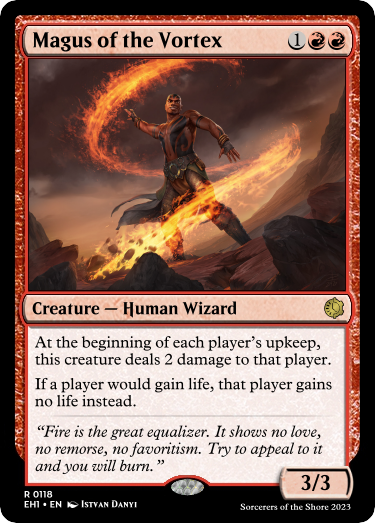 Magus of the Vortex 1
Creature — Human Wizard
At the beginning of each player's upkeep,
this creature deals 2 damage to that player.
If a player would gain life, that player gains
no life instead.
“Fire is the great equalizer. It shows no love,
no remorse, no favoritism. Try to appeal to it
and you will burn.”
3/3
R 0118
EH1 • EN Istvan Danyi
Sorcerers of the Shore 2023